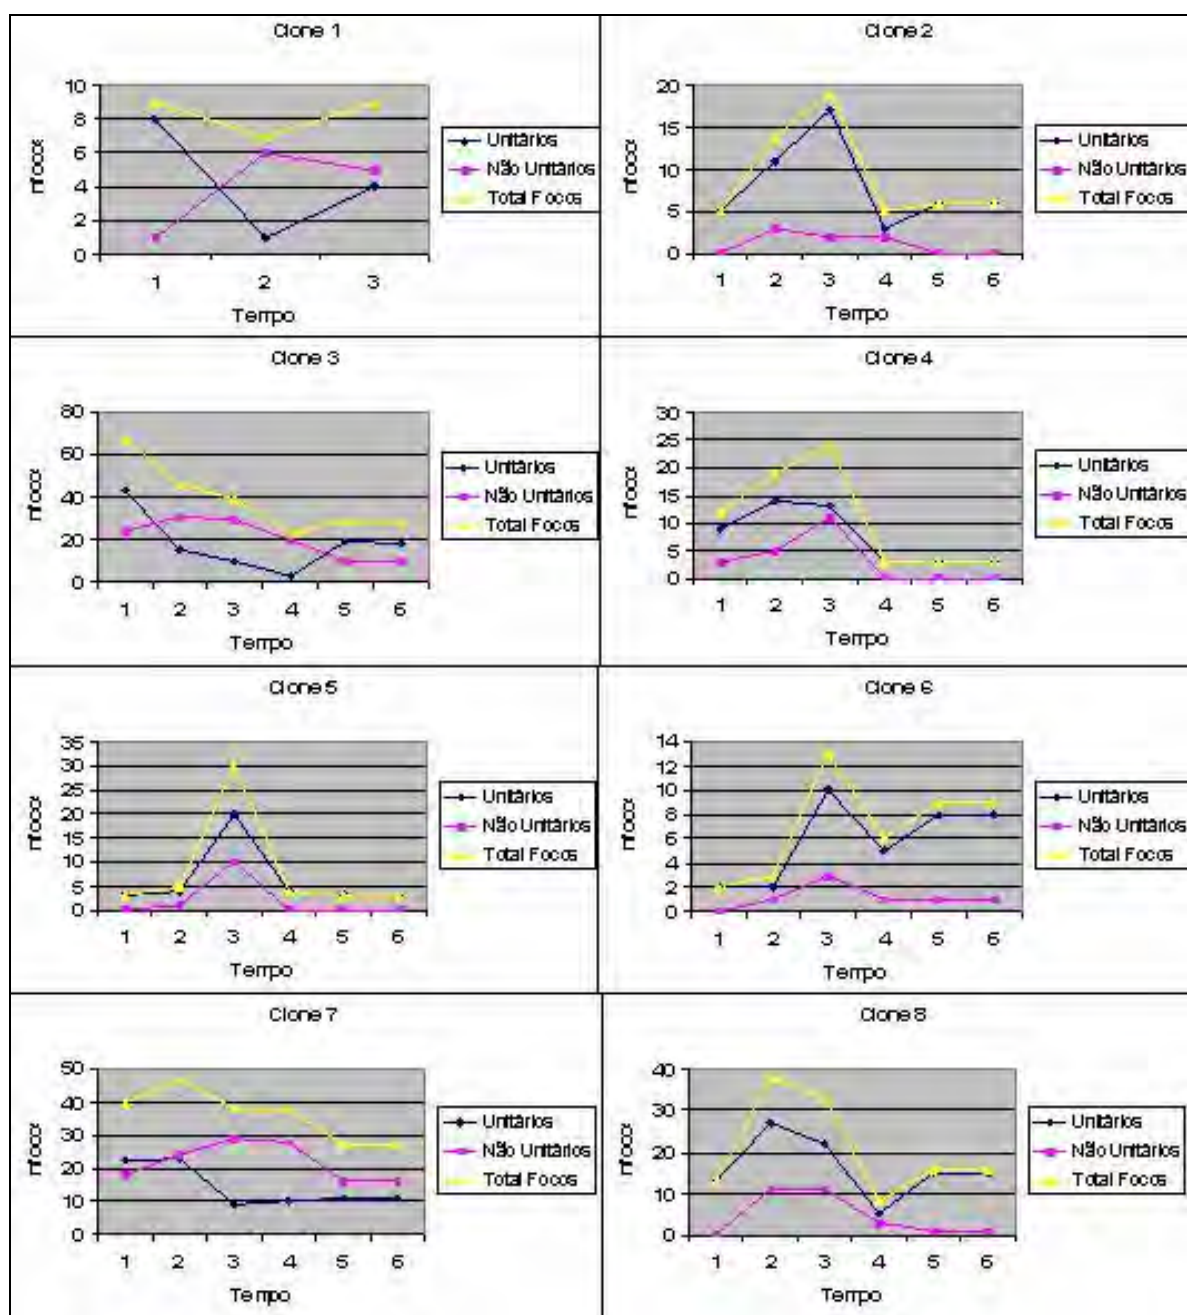 Clone 1
10
8
6
4
2
0
nfocos
1 2 3
Tempo
Unitários
Não Unitários
Total Focos
Clone 2
20
15
10
5
0
nfocos
1 2 3 4 5 6
Tempo
Unitários
Não Unitários
Total Focos
Clone 3
80
60
40
20
0
nfocos
1 2 3 4 5 6
Tempo
Unitários
Não Unitários
Total Focos
Clone 4
30
25
20
15
10
5
0
nfocos
1 2 3 4 5 6
Tempo
Unitários
Não Unitários
Total Focos
Clone 5
35
30
25
20
15
10
5
0
nfocos
1 2 3 4 5 6
Tempo
Unitários
Não Unitários
Total Focos
Clone 6
14
12
10
8
6
4
2
0
nfocos
1 2 3 4 5 6
Tempo
Unitários
Não Unitários
Total Focos
Clone 7
50
40
30
20
10
0
nfocos
1 2 3 4 5 6
Tempo
Unitários
Não Unitários
Total Focos
Clone 8
40
30
20
10
0
nfocos
1 2 3 4 5 6
Tempo
Unitários
Não Unitários
Total Focos